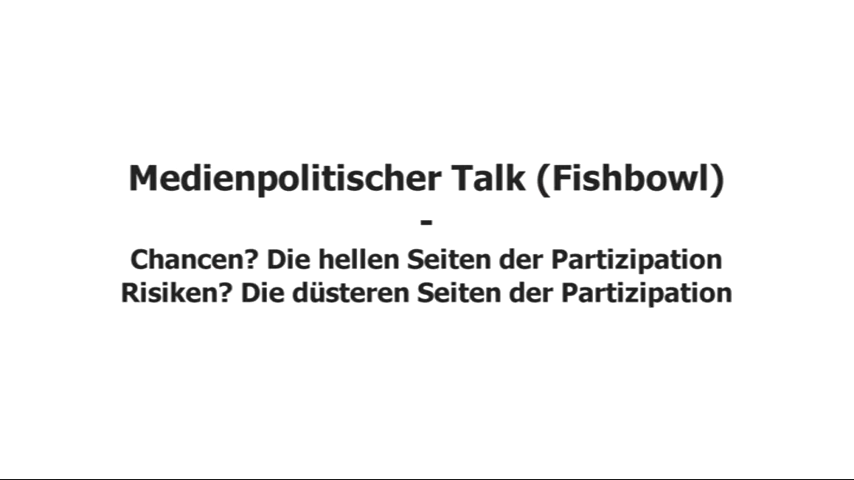 Medienpolitischer Talk (Fishbowl)
-
Chancen? Die hellen Seiten der Partizipation
Risiken? Die düsteren Seiten der Partizipation